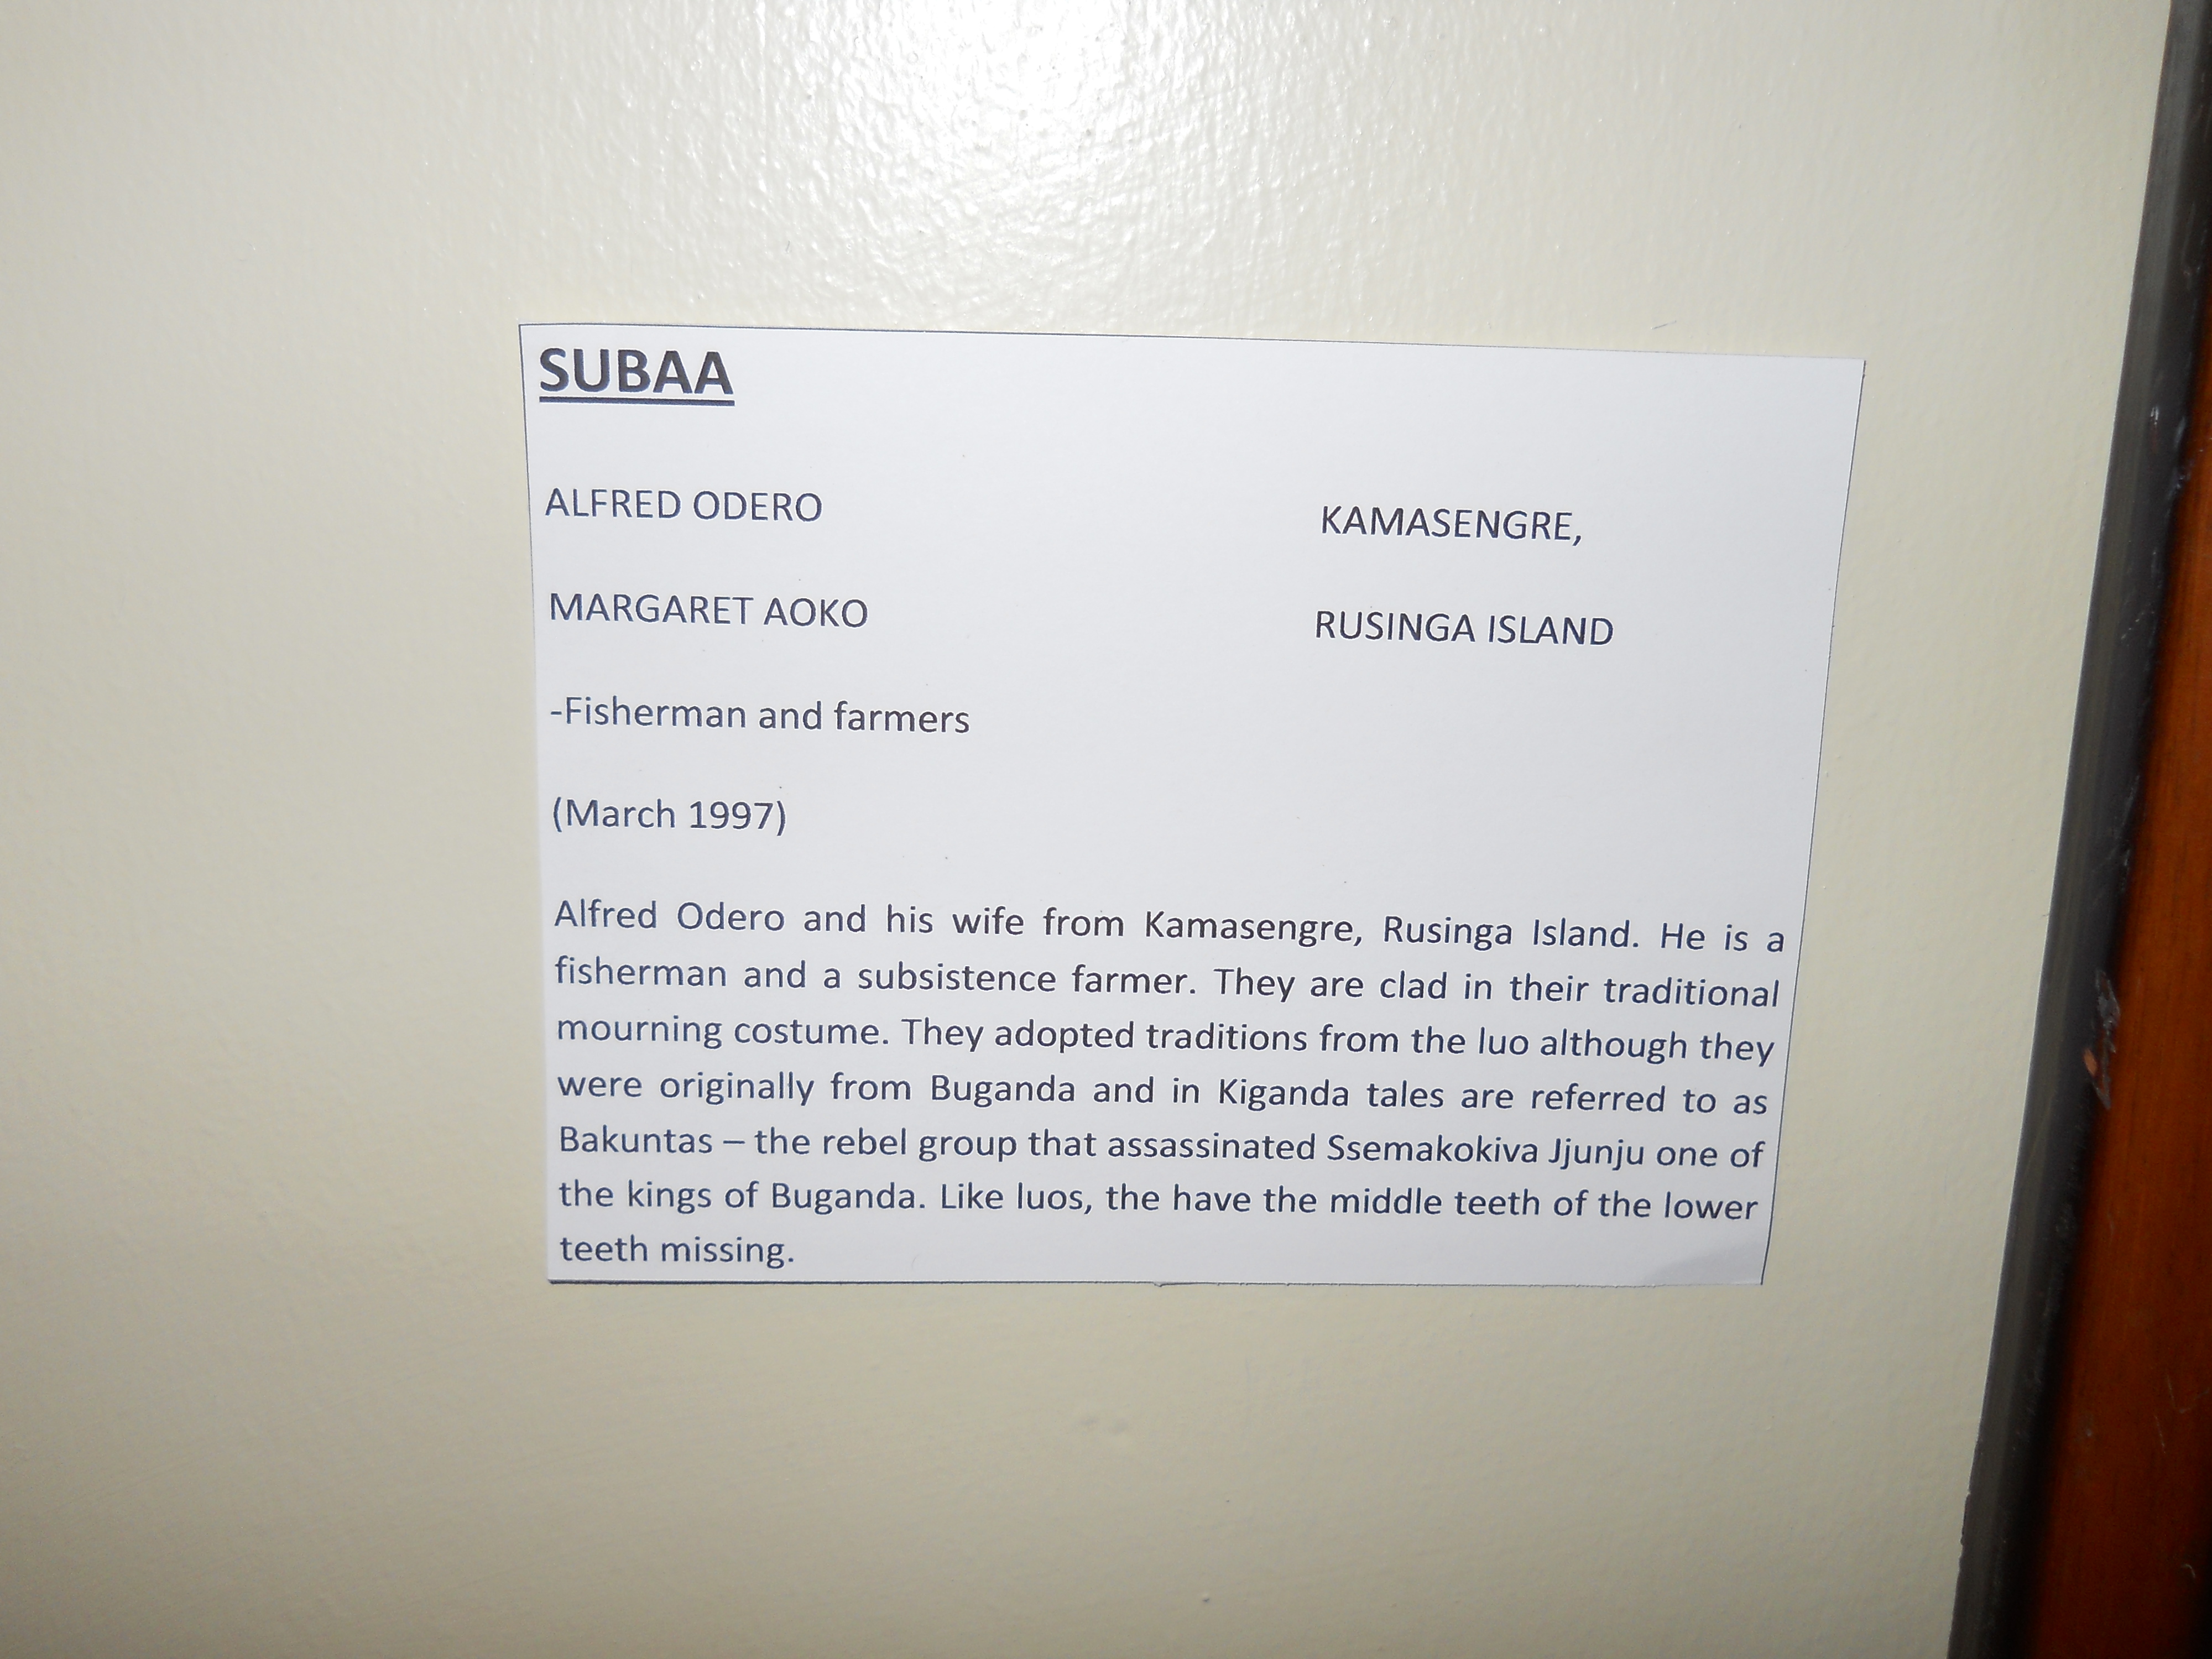 SUBAA
ALFRED ODERO KAMASENGRE,
MARGARET AOKO RUSINGA ISLAND
-Fisherman and farmers
(March 1997)
Alfred Odero and his wife from Kamasengre, Rusinga Island. He is a
fisherman and a subsistence farmer. They are clad in their traditional
mourning costume. They adopted traditions from the luo although they
were originally from Buganda and in Kiganda tales are referred to as
Bakuntas – the rebel group that assassinated Ssemakokiva Jjunju one of
the kings of Buganda. Like luos, the have the middle teeth of the lower
teeth missing.